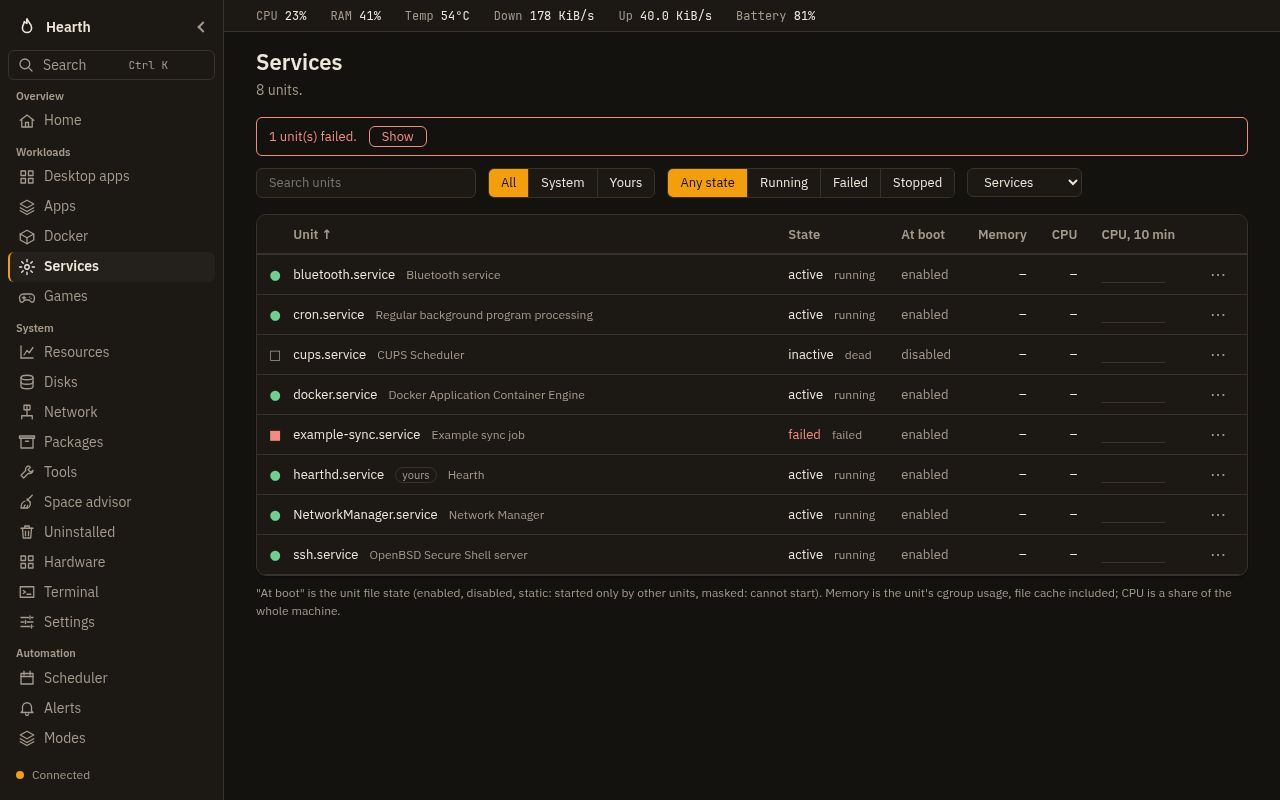 Hearth
Search Ctrl K
Overview
Home
Workloads
Desktop apps
Apps
Docker
Services
Games
System
Resources
Disks
Network
Packages
Tools
Space advisor
Uninstalled
Hardware
Terminal
Settings
Automation
Scheduler
Alerts
Modes
Connected
CPU 23% RAM 41% Temp 54°C Down 178 KiB/s Up 40.0 KiB/s Battery 81%
Services
8 units.
1 unit(s) failed. Show
Search units All System Yours Any state Running Failed Stopped Services
Unit ↑ State At boot Memory CPU CPU, 10 min
bluetooth.service Bluetooth service active running enabled – – ···
cron.service Regular background program processing active running enabled – – ···
cups.service CUPS Scheduler inactive dead disabled – – ···
docker.service Docker Application Container Engine active running enabled – – ···
example-sync.service Example sync job failed failed enabled – – ···
hearthd.service yours Hearth active running enabled – – ···
NetworkManager.service Network Manager active running enabled – – ···
ssh.service OpenBSD Secure Shell server active running enabled – – ···
"At boot" is the unit file state (enabled, disabled, static: started only by other units, masked: cannot start). Memory is the unit's cgroup usage, file cache included; CPU is a share of the
whole machine.